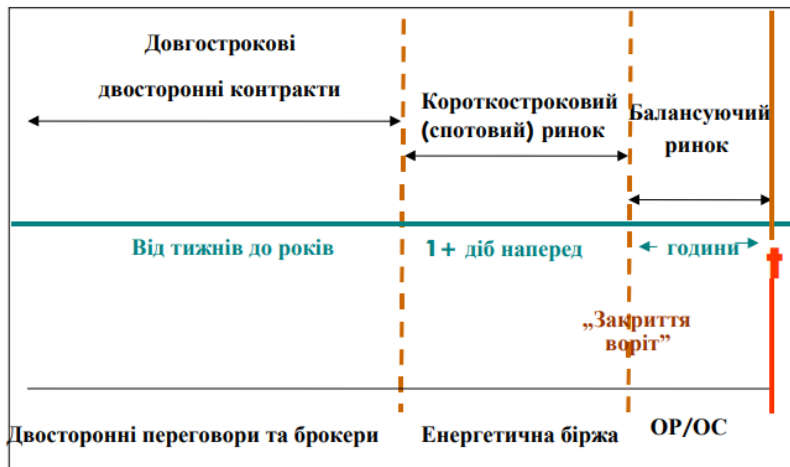 Довгострокові
двосторонні контракти
Короткостроковий
(спотовий) ринок
Балансуючий
ринок
Від тижнів до років
1+ діб наперед
години
t
„Закриття
воріт”
Двосторонні переговори та брокери
Енергетична біржа
ОР/ОС